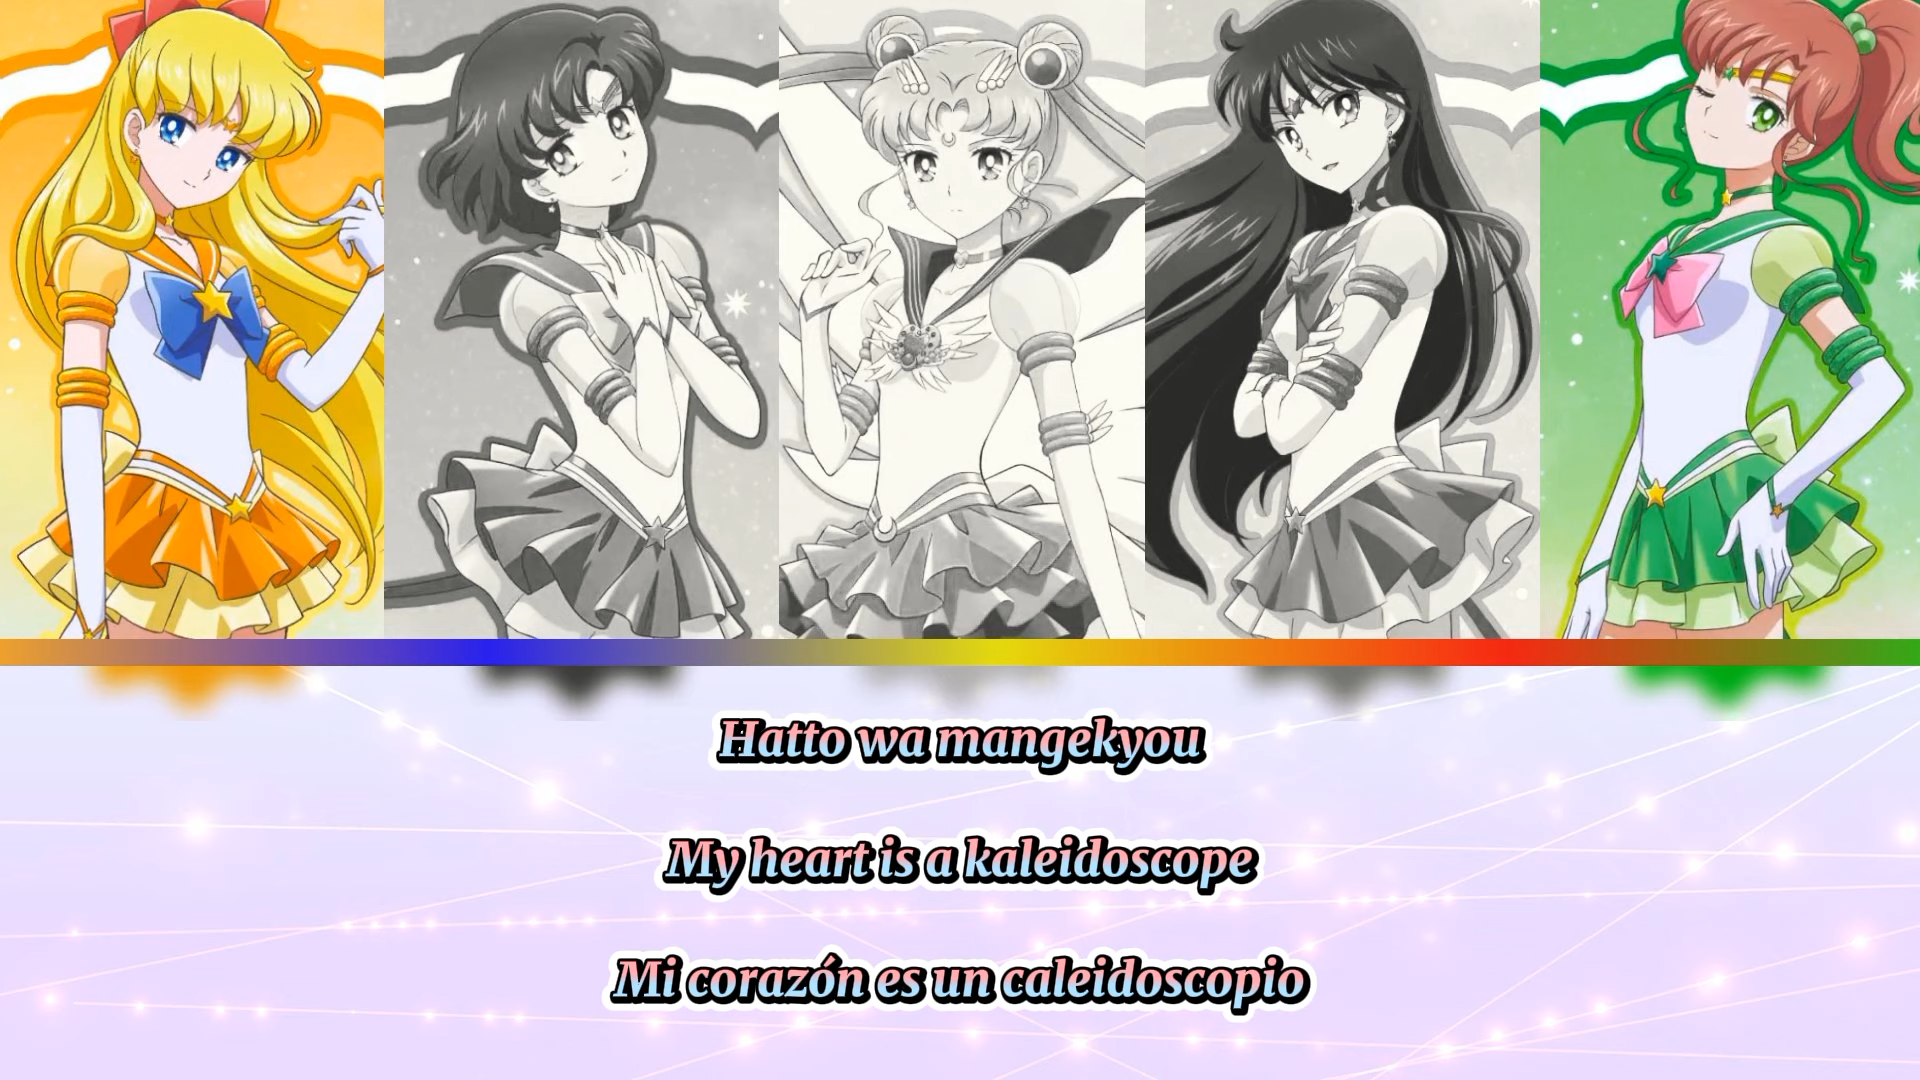 Hatto wa mangekyou
My heart is a kaleidoscope
Mi corazón es un caleidoscopio